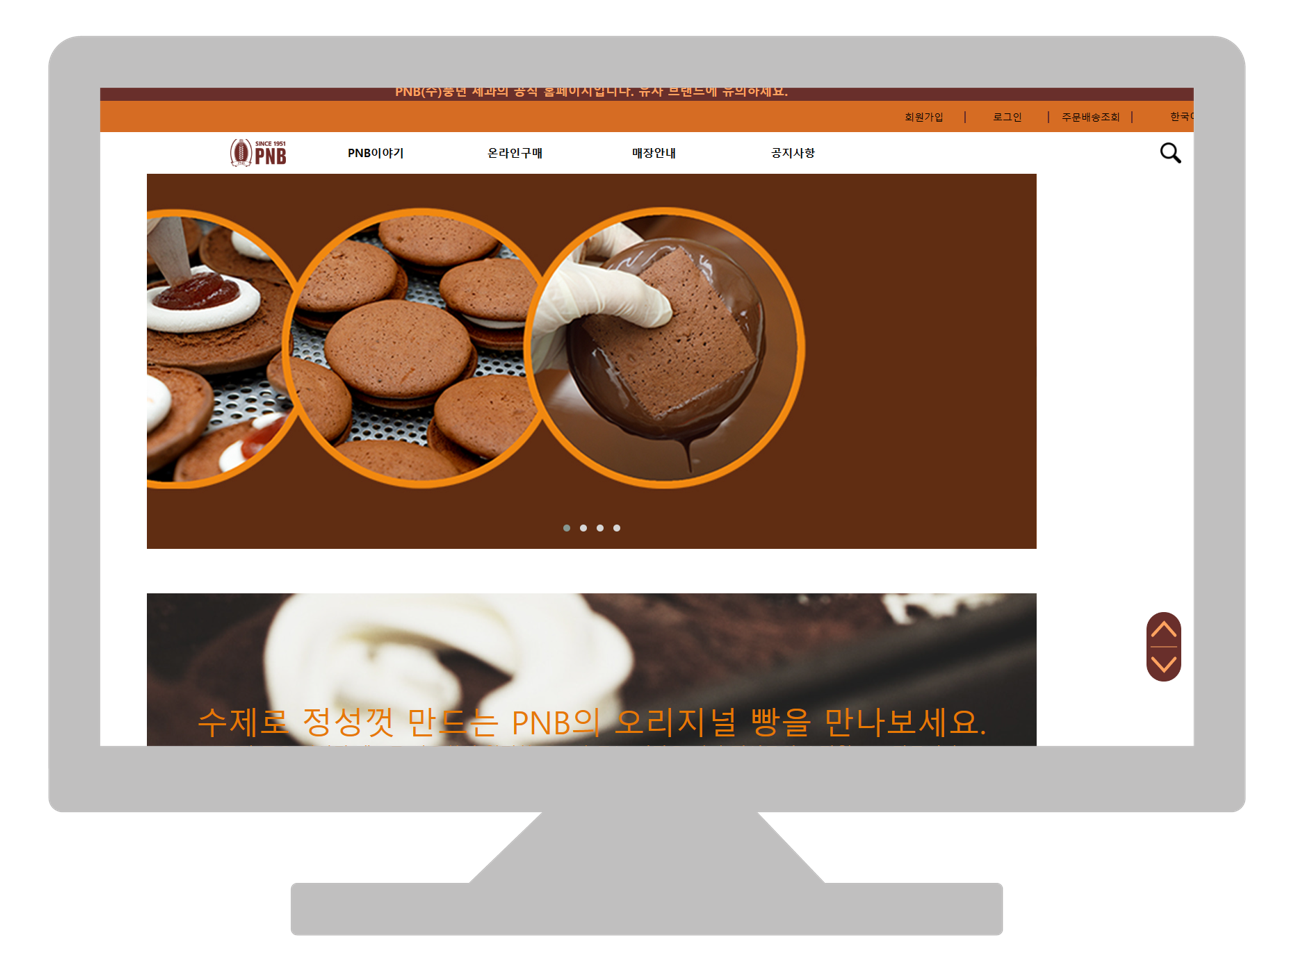 PNB(주)풍년 제과의 공식 홈페이지입니다. 유사 브랜드에 유의하세요.
회원가입 | 로그인 | 주문배송조회 | 한국어
SINCE 1951
PNB
PNB이야기 온라인구매 매장안내 공지사항
수제로 정성껏 만드는 PNB의 오리지널 빵을 만나보세요.